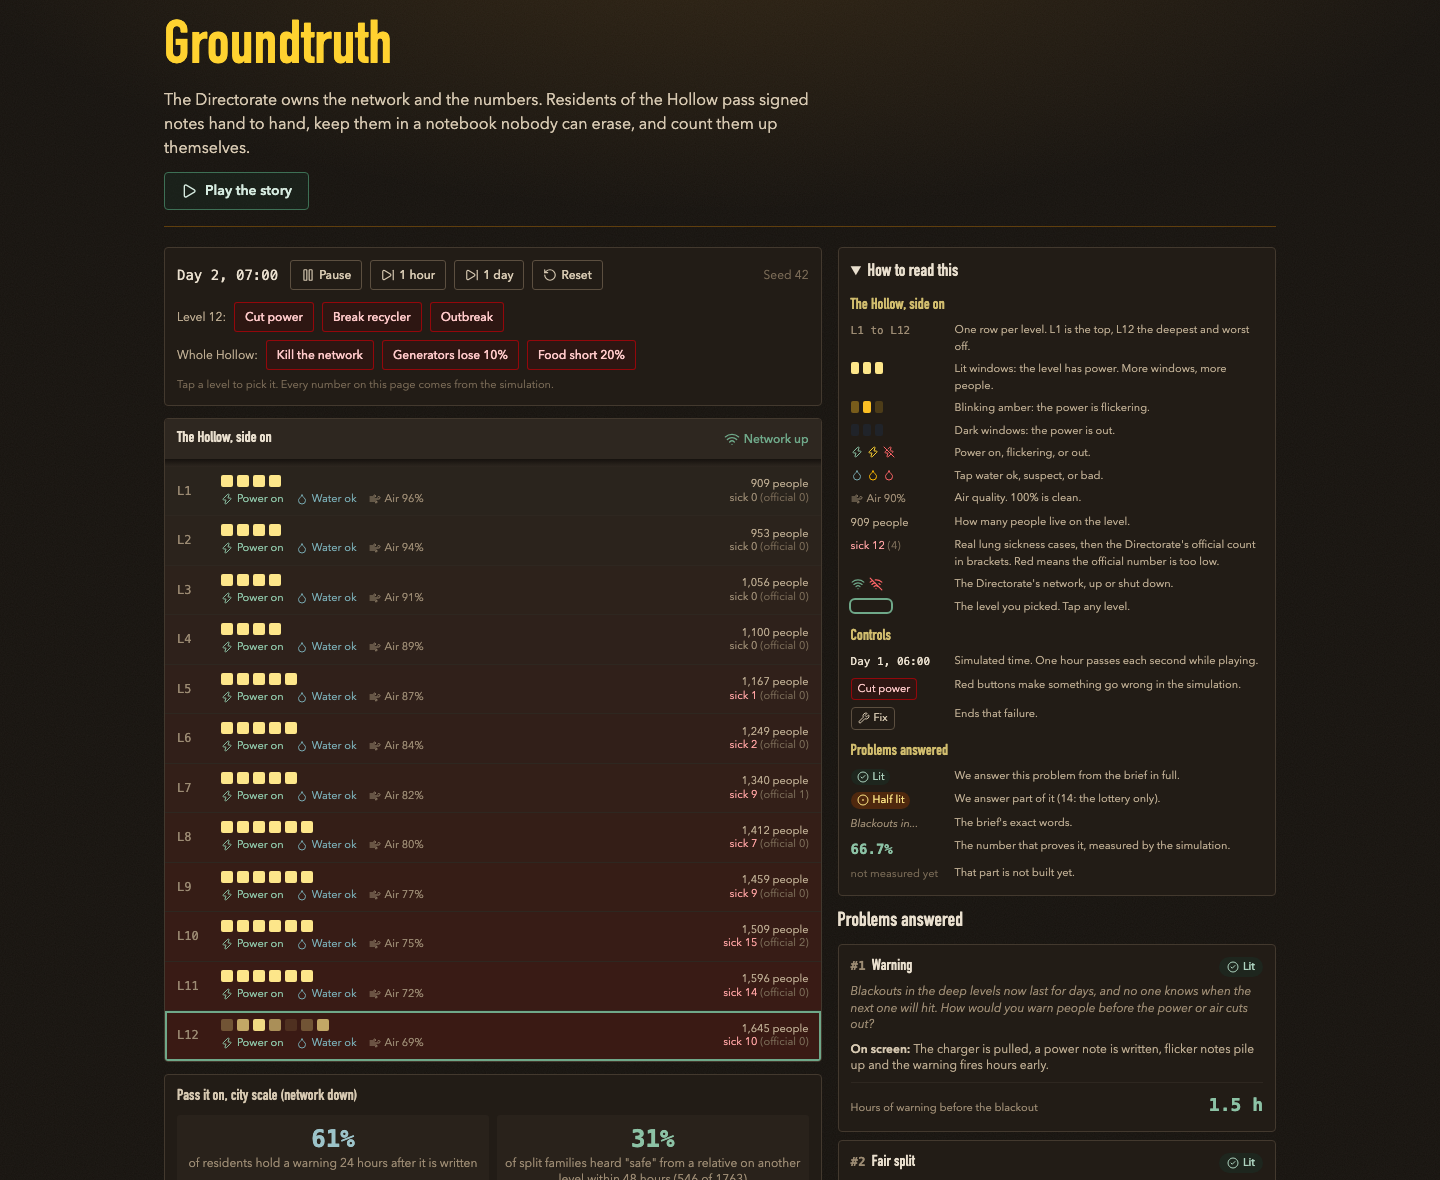 Groundtruth
The Directorate owns the network and the numbers. Residents of the Hollow pass signed
notes hand to hand, keep them in a notebook nobody can erase, and count them up
themselves.
Play the story
Day 2, 07:00
Pause
1 hour
1 day
Reset
Seed 42
Level 12:
Cut power
Break recycler
Outbreak
Whole Hollow:
Kill the network
Generators lose 10%
Food short 20%
Tap a level to pick it. Every number on this page comes from the simulation.
The Hollow, side on
Network up
L1
Power on Water ok Air 96%
909 people
sick 0 (official 0)
L2
Power on Water ok Air 94%
953 people
sick 0 (official 0)
L3
Power on Water ok Air 91%
1,056 people
sick 0 (official 0)
L4
Power on Water ok Air 89%
1,100 people
sick 0 (official 0)
L5
Power on Water ok Air 87%
1,167 people
sick 1 (official 0)
L6
Power on Water ok Air 84%
1,249 people
sick 2 (official 0)
L7
Power on Water ok Air 82%
1,340 people
sick 9 (official 1)
L8
Power on Water ok Air 80%
1,412 people
sick 7 (official 0)
L9
Power on Water ok Air 77%
1,459 people
sick 9 (official 0)
L10
Power on Water ok Air 75%
1,509 people
sick 15 (official 2)
L11
Power on Water ok Air 72%
1,596 people
sick 14 (official 0)
L12
Power on Water ok Air 69%
1,645 people
sick 10 (official 0)
Pass it on, city scale (network down)
61%
of residents hold a warning 24 hours after it is written
31%
of split families heard "safe" from a relative on another
level within 48 hours (546 of 1763)
How to read this
The Hollow, side on
L1 to L12
One row per level. L1 is the top, L12 the deepest and worst
off.
Lit windows: the level has power. More windows, more
people.
Blinking amber: the power is flickering.
Dark windows: the power is out.
Power on, flickering, or out.
Tap water ok, suspect, or bad.
Air 90%
Air quality. 100% is clean.
909 people
How many people live on the level.
sick 12 (4)
Real lung sickness cases, then the Directorate's official count
in brackets. Red means the official number is too low.
The Directorate's network, up or shut down.
The level you picked. Tap any level.
Controls
Day 1, 06:00
Simulated time. One hour passes each second while playing.
Cut power
Red buttons make something go wrong in the simulation.
Fix
Ends that failure.
Problems answered
Lit
We answer this problem from the brief in full.
Half lit
We answer part of it (14: the lottery only).
Blackouts in...
The brief's exact words.
66.7%
The number that proves it, measured by the simulation.
not measured yet
That part is not built yet.
Problems answered
#1 Warning
Lit
Blackouts in the deep levels now last for days, and no one knows when the
next one will hit. How would you warn people before the power or air cuts
out?
On screen: The charger is pulled, a power note is written, flicker notes pile
up and the warning fires hours early.
Hours of warning before the blackout
1.5 h
#2 Fair split
Lit